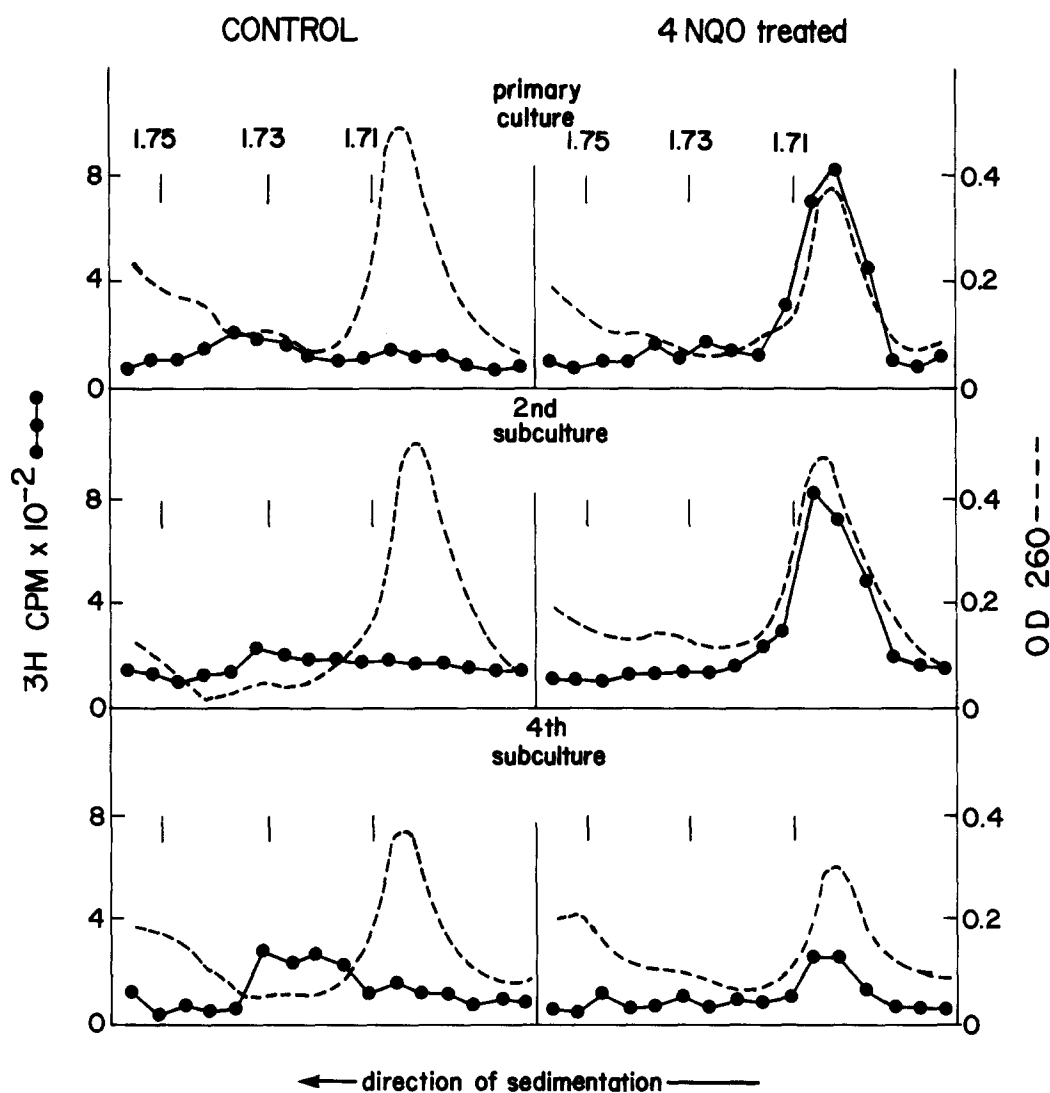 CONTROL
4 NQO treated
primary
culture
1.75 1.73 1.71
1.75 1.73 1.71
8
4
0
0.4
0.2
0
2nd
subculture
8
4
0
0.4
0.2
0
4th
subculture
8
4
0
0.4
0.2
0
3H CPM x 10-2
OD 260
direction of sedimentation